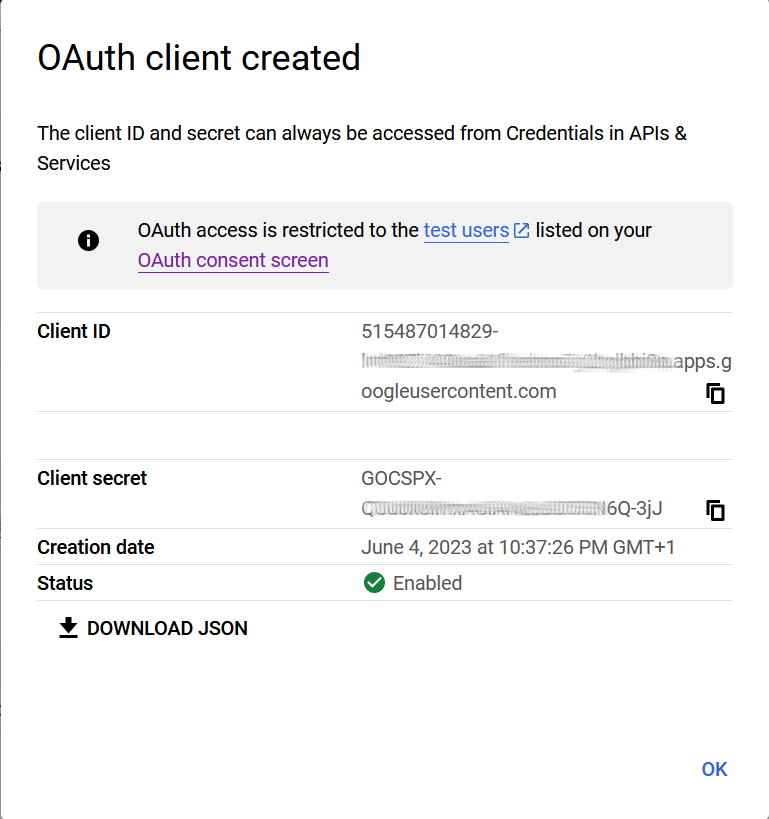 OAuth client created
The client ID and secret can always be accessed from Credentials in APIs &
Services
OAuth access is restricted to the test users listed on your
OAuth consent screen
Client ID
515487014829-
apps.g
oogleusercontent.com
Client secret
GOCSPX-
6Q-3jJ
Creation date
June 4, 2023 at 10:37:26 PM GMT+1
Status
Enabled
DOWNLOAD JSON
OK